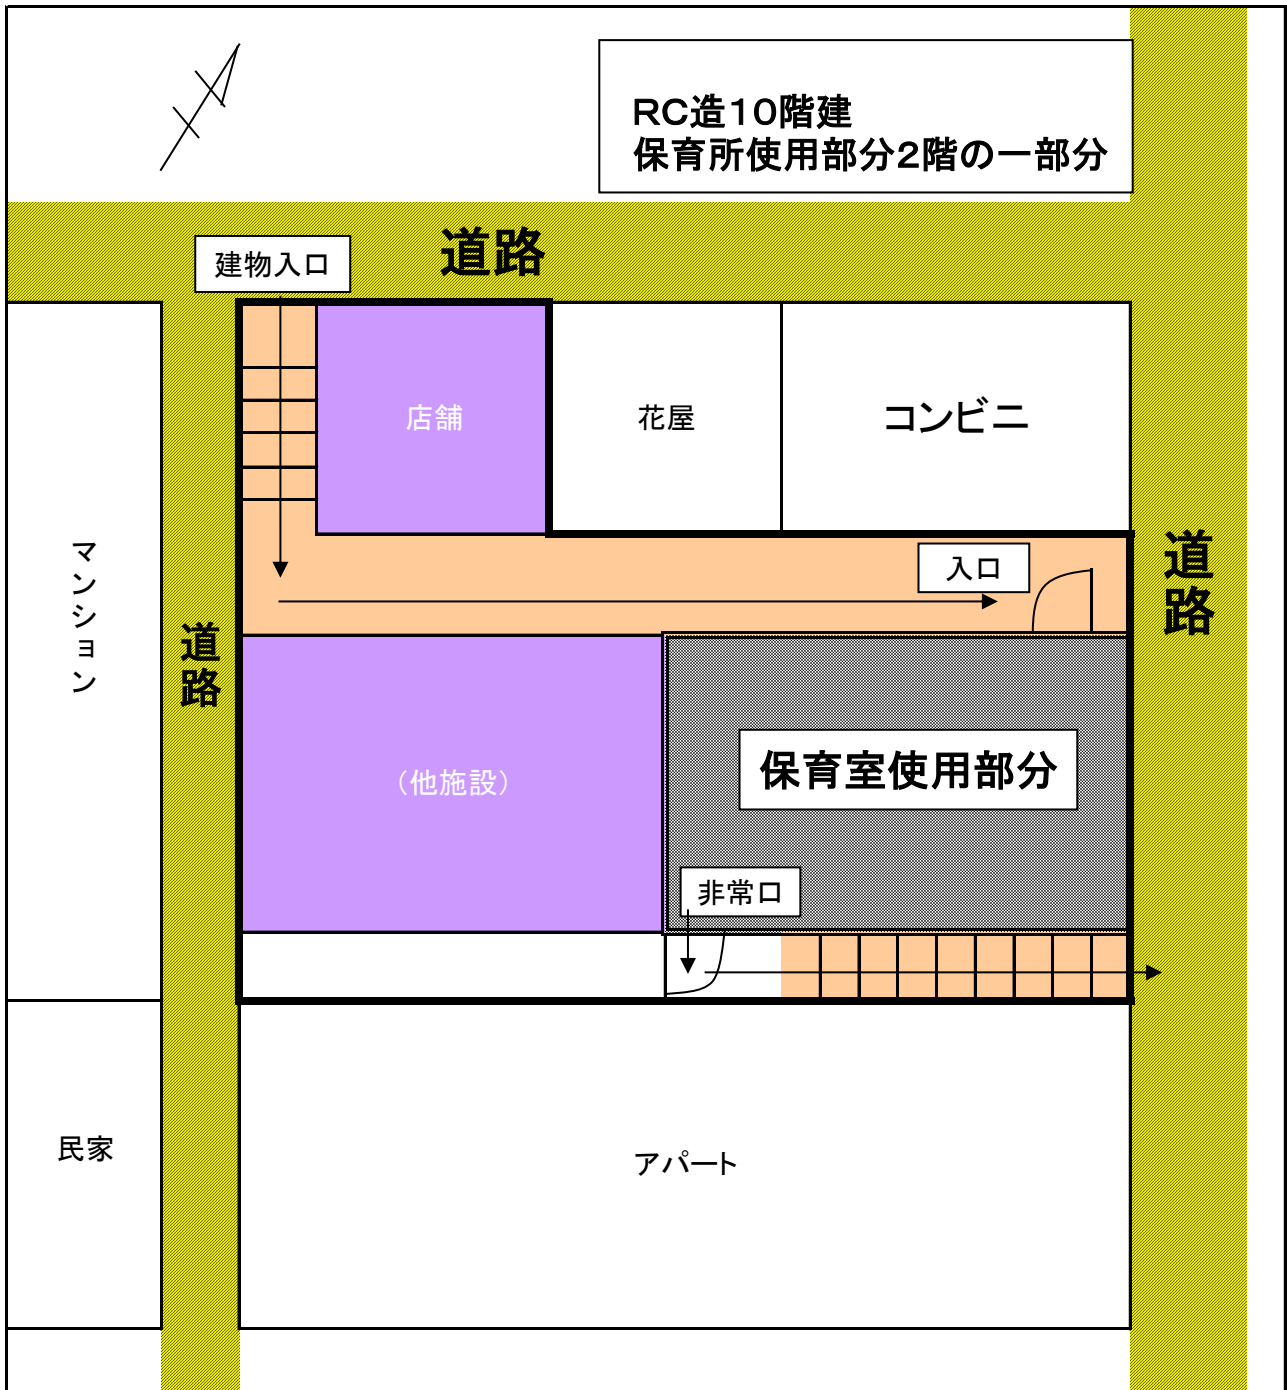 RC造10階建
保育所使用部分2階の一部分
道路
建物入口
店舗
花屋
コンビニ
マンション
道路
入口
道路
（他施設）
保育室使用部分
非常口
民家
アパート